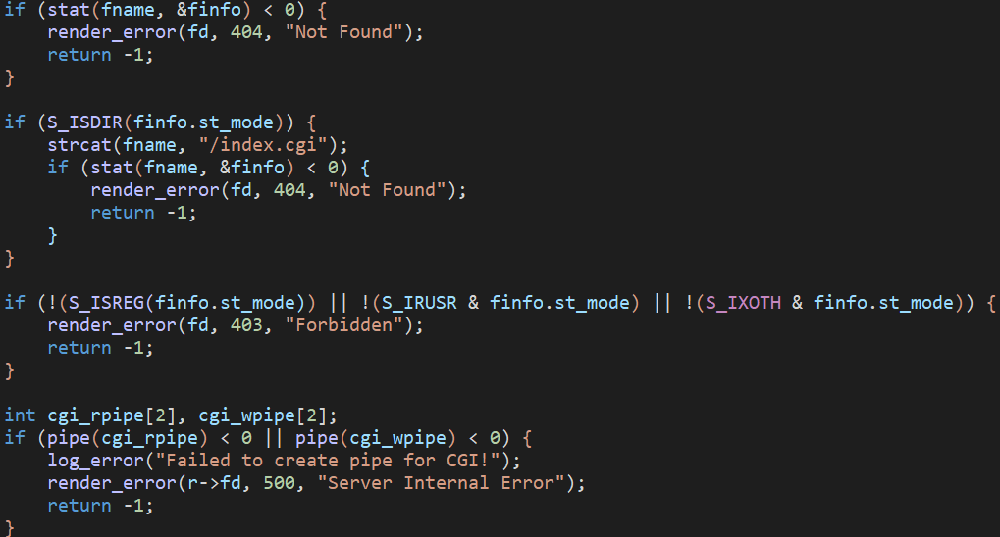 if (stat(fname, &finfo) < 0) {
    render_error(fd, 404, "Not Found");
    return -1;
}

if (S_ISDIR(finfo.st_mode)) {
    strcat(fname, "/index.cgi");
    if (stat(fname, &finfo) < 0) {
        render_error(fd, 404, "Not Found");
        return -1;
    }
}

if (!(S_ISREG(finfo.st_mode)) || !(S_IRUSR & finfo.st_mode) || !(S_IXOTH & finfo.st_mode)) {
    render_error(fd, 403, "Forbidden");
    return -1;
}

int cgi_rpipe[2], cgi_wpipe[2];
if (pipe(cgi_rpipe) < 0 || pipe(cgi_wpipe) < 0) {
    log_error("Failed to create pipe for CGI!");
    render_error(r->fd, 500, "Server Internal Error");
    return -1;
}